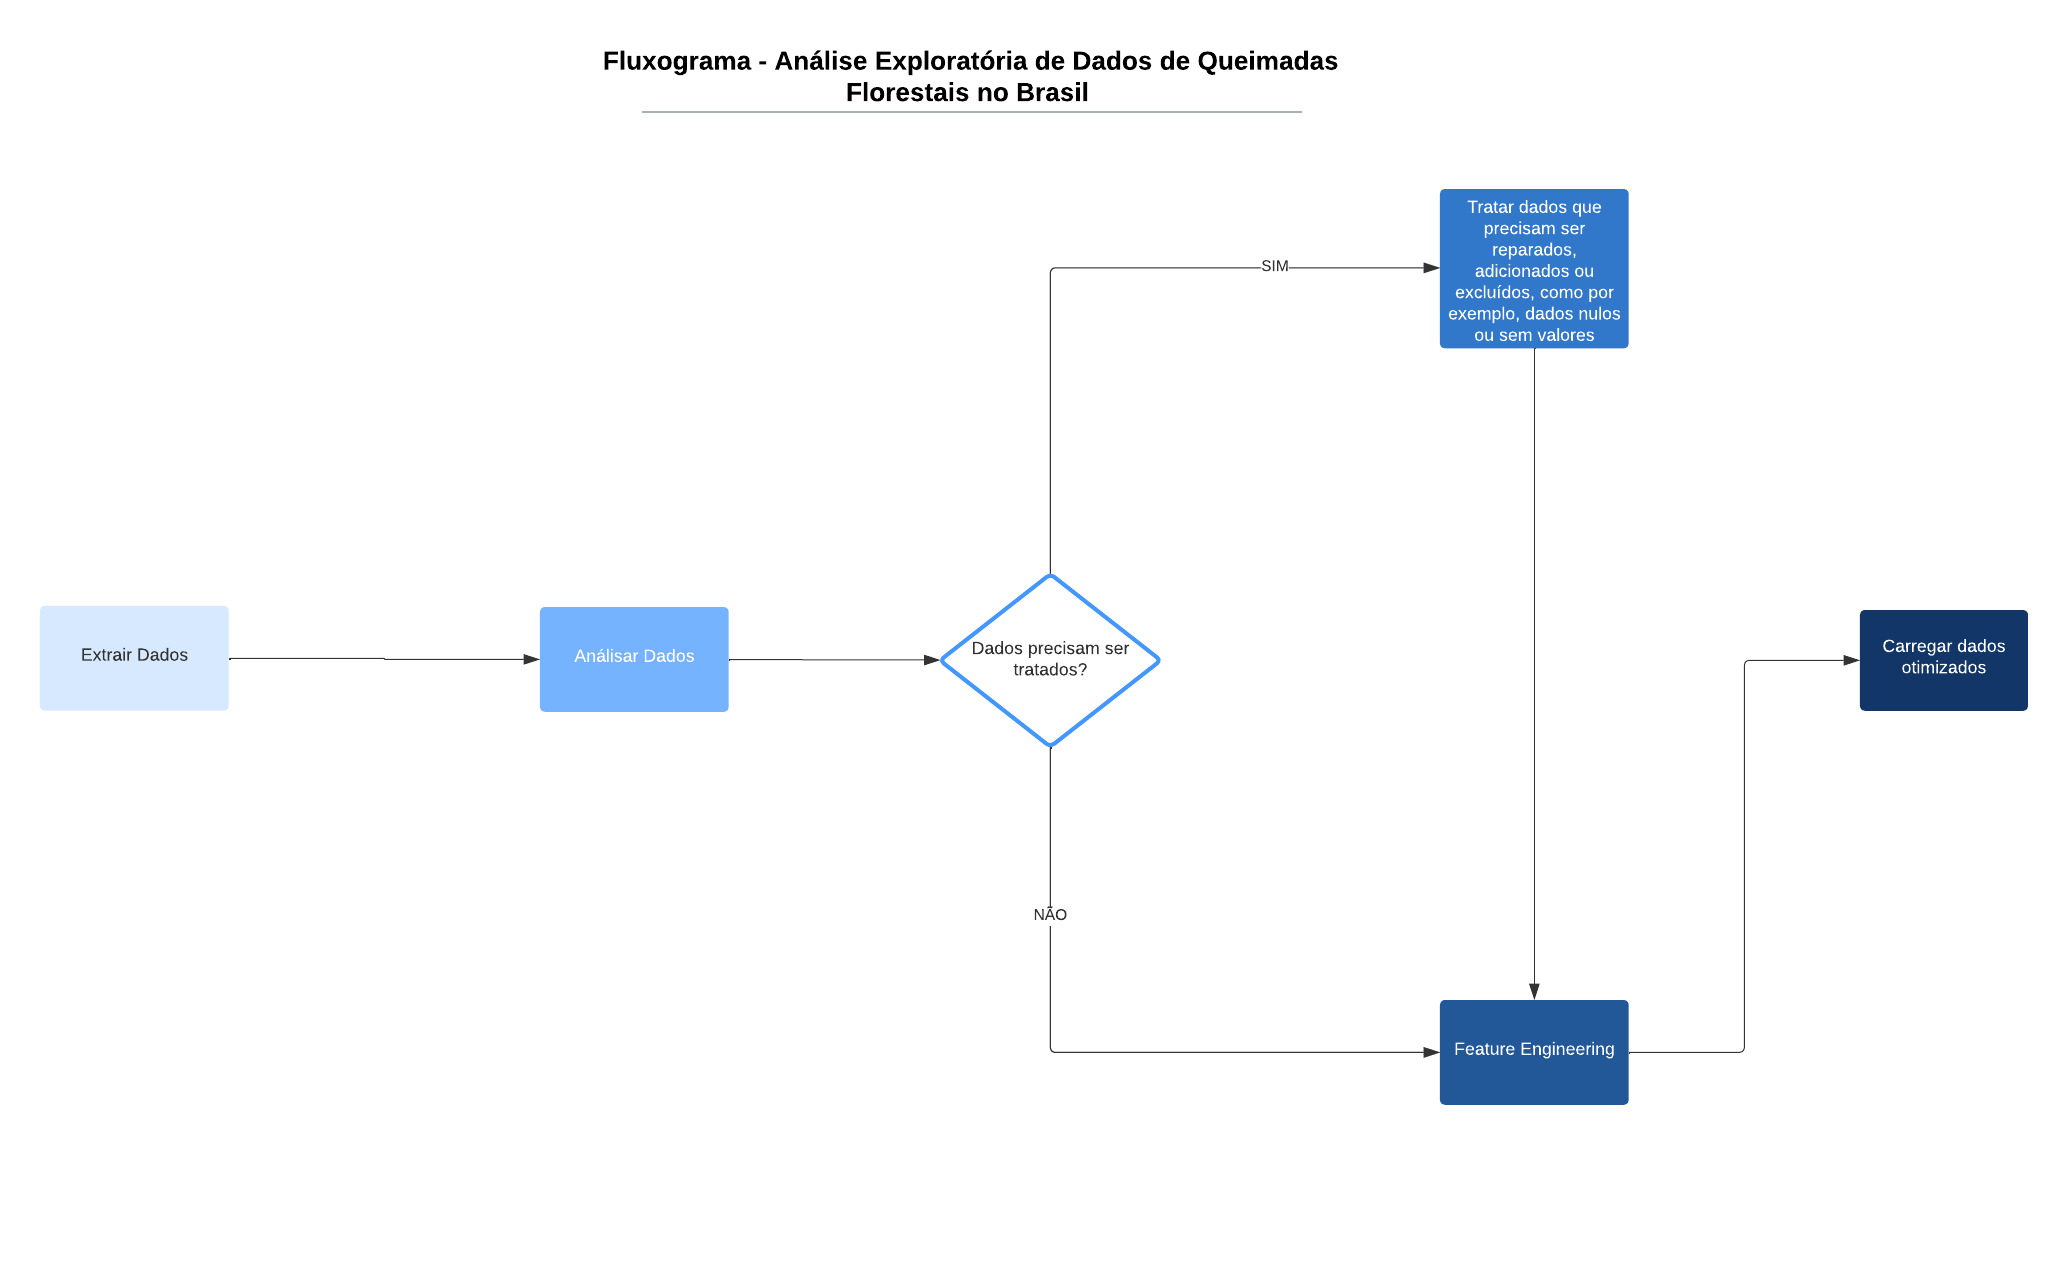 Fluxograma - Análise Exploratória de Dados de Queimadas
Florestais no Brasil
Tratar dados que
precisam ser
reparados,
adicionados ou
excluídos, como por
exemplo, dados nulos
ou sem valores
SIM
Extrair Dados
Análisar Dados
Dados precisam ser
tratados?
Carregar dados
otimizados
NÃO
Feature Engineering